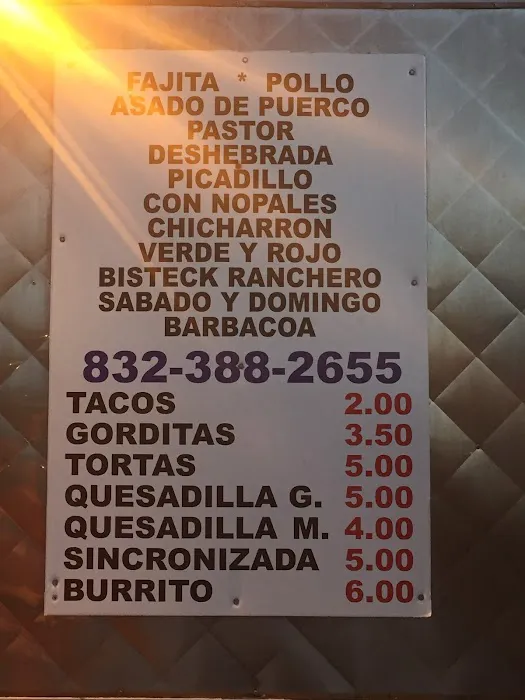 FAJITA * POLLO
ASADO DE PUERCO
PASTOR
DESHEBRADA
PICADILLO
CON NOPALES
CHICHARRON
VERDE Y ROJO
BISTECK RANCHERO
SABADO Y DOMINGO
BARBACOA
832-388-2655
TACOS 2.00
GORDITAS 3.50
TORTAS 5.00
QUESADILLA G. 5.00
QUESADILLA M. 4.00
SINCRONIZADA 5.00
BURRITO 6.00